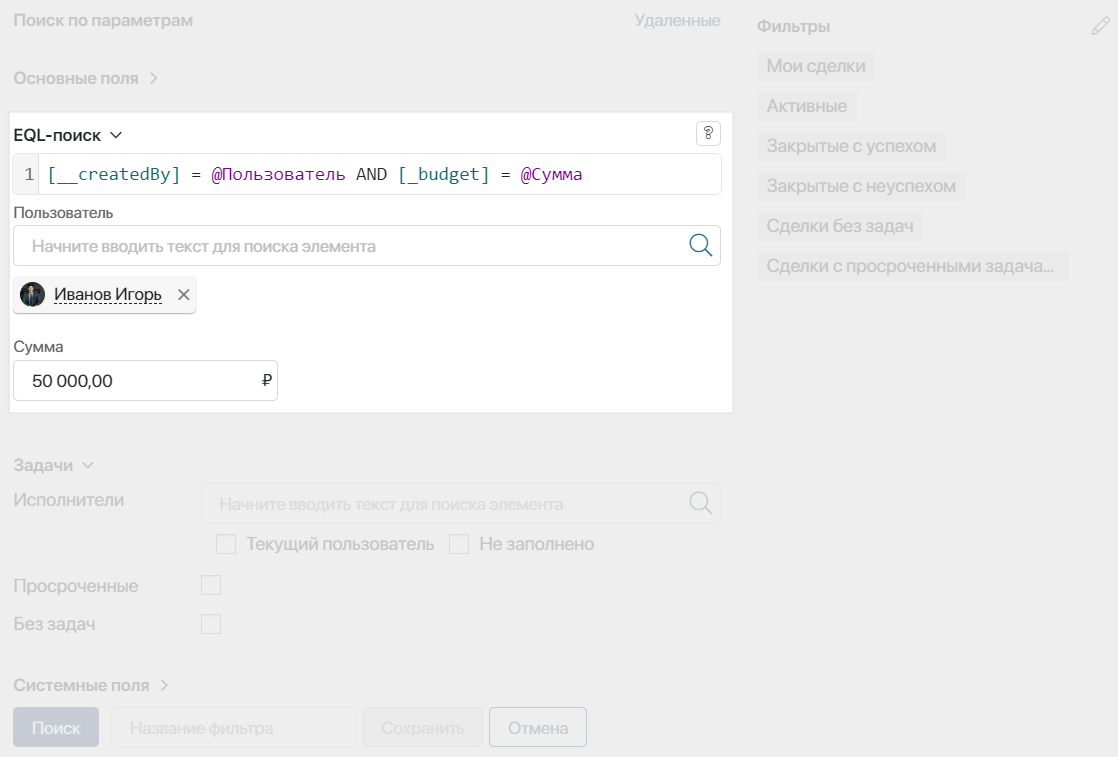 Поиск по параметрам
Удаленные
Основные поля
EQL-поиск
?
1 [__createdBy] = @Пользователь AND [_budget] = @Сумма
Пользователь
Начните вводить текст для поиска элемента
Иванов Игорь
Сумма
50 000,00 ₽
Задачи
Исполнители
Начните вводить текст для поиска элемента
Текущий пользователь
Не заполнено
Просроченные
Без задач
Системные поля
Поиск
Название фильтра
Сохранить
Отмена
Фильтры
Мои сделки
Активные
Закрытые с успехом
Закрытые с неуспехом
Сделки без задач
Сделки с просроченными задача...